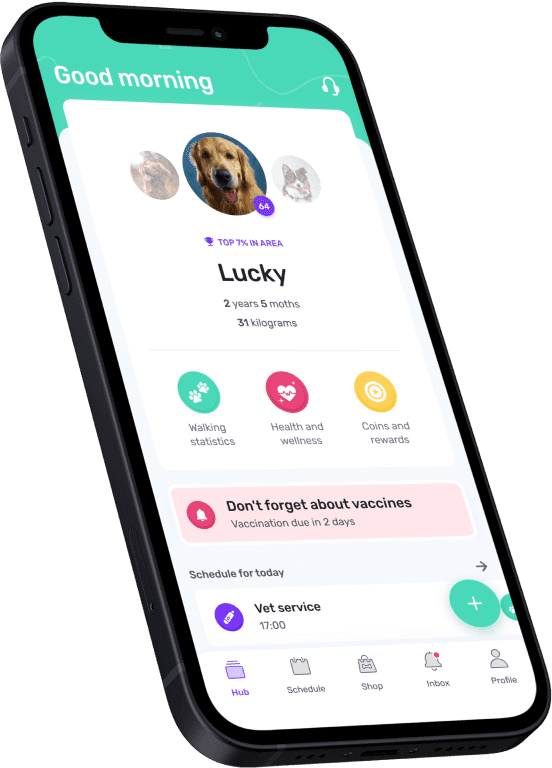 Good morning
64
TOP 7% IN AREA
Lucky
2 years 5 moths
31 kilograms
Walking
statistics
Health and
wellness
Coins and
rewards
Don't forget about vaccines
Vaccination due in 2 days
Schedule for today
Vet service
17:00
Hub
Schedule
Shop
Inbox
Profile